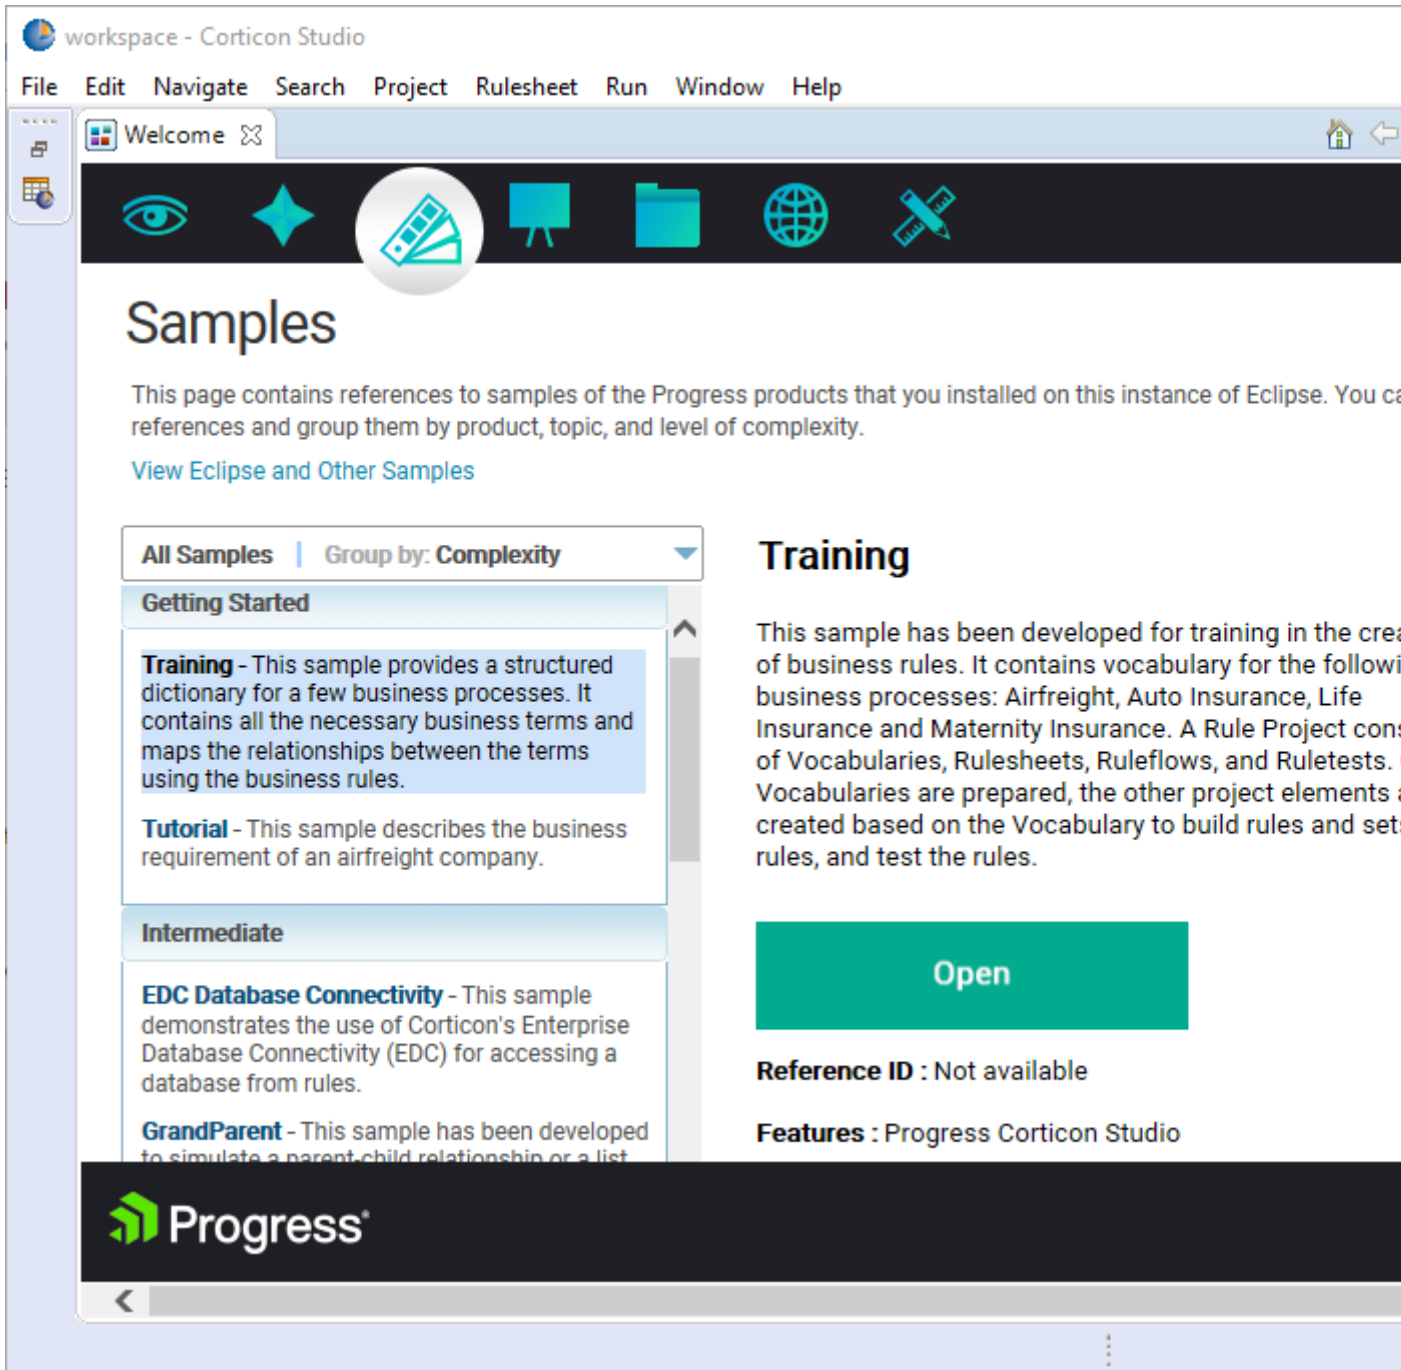 workspace - Corticon Studio
File Edit Navigate Search Project Rulesheet Run Window Help
Welcome
Samples
This page contains references to samples of the Progress products that you installed on this instance of Eclipse. You
references and group them by product, topic, and level of complexity.
View Eclipse and Other Samples
All Samples | Group by: Complexity
Getting Started
Training - This sample provides a structured
dictionary for a few business processes. It
contains all the necessary business terms and
maps the relationships between the terms
using the business rules.
Tutorial - This sample describes the business
requirement of an airfreight company.
Intermediate
EDC Database Connectivity - This sample
demonstrates the use of Corticon's Enterprise
Database Connectivity (EDC) for accessing a
database from rules.
GrandParent - This sample has been developed
to simulate a parent-child relationship or a list
Training
This sample has been developed for training in the
of business rules. It contains vocabulary for the
business processes: Airfreight, Auto Insurance, Life
Insurance and Maternity Insurance. A Rule Project
of Vocabularies, Rulesheets, Ruleflows, and Ruletests.
Vocabularies are prepared, the other project elements
created based on the Vocabulary to build rules and
rules, and test the rules.
Open
Reference ID : Not available
Features : Progress Corticon Studio
Progress